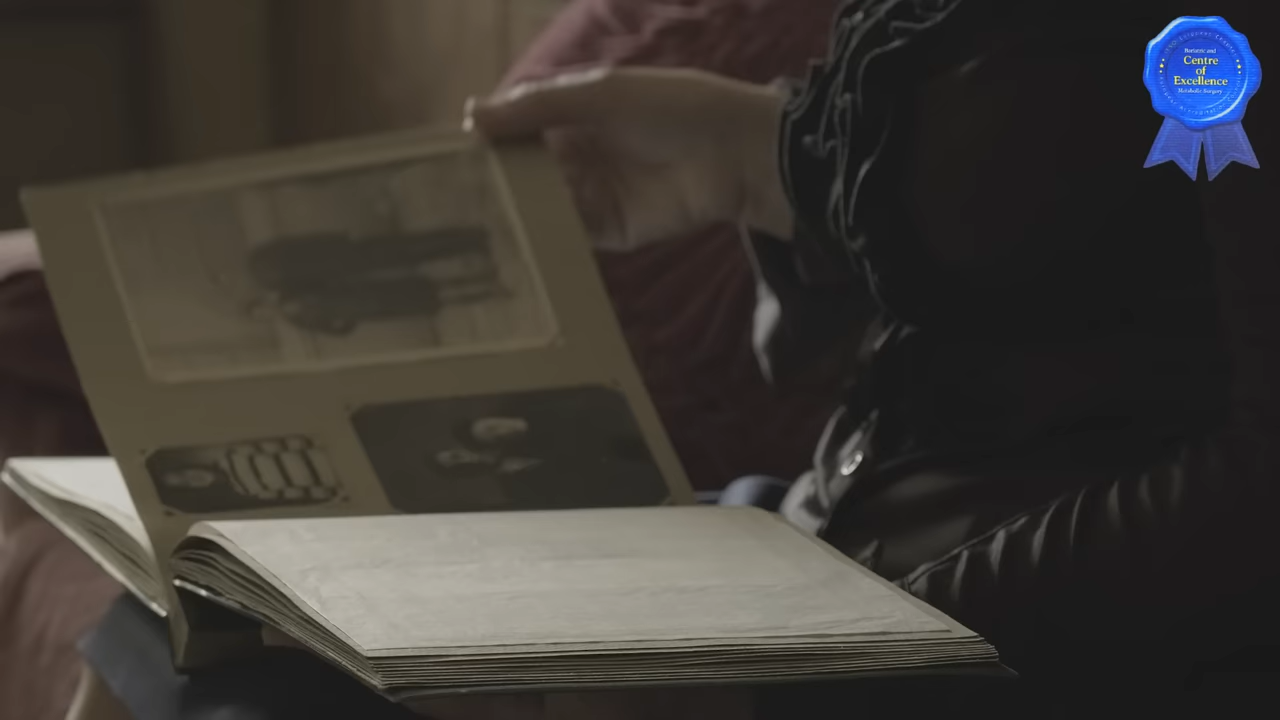 Bariatric and
Centre
of
Excellence
Metabolic Surgery